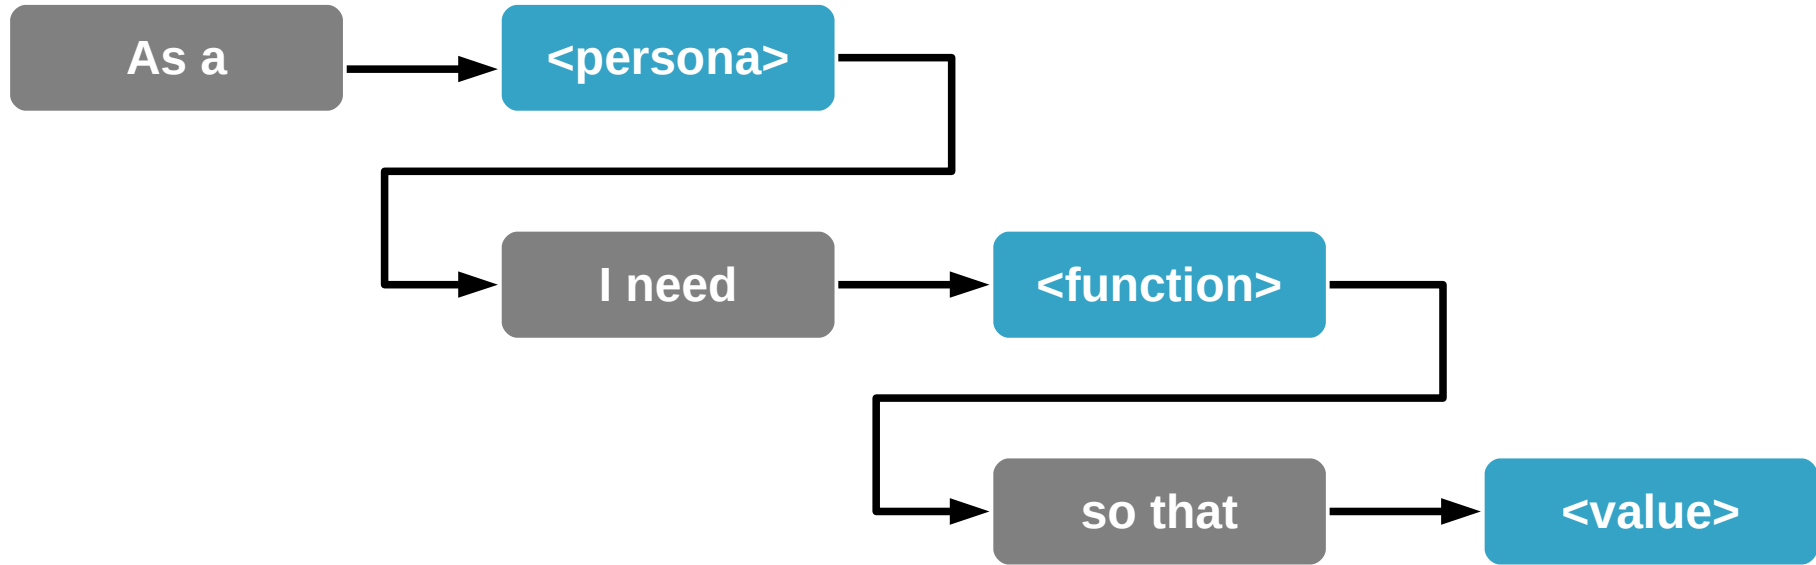 As a
<persona>
I need
<function>
so that
<value>